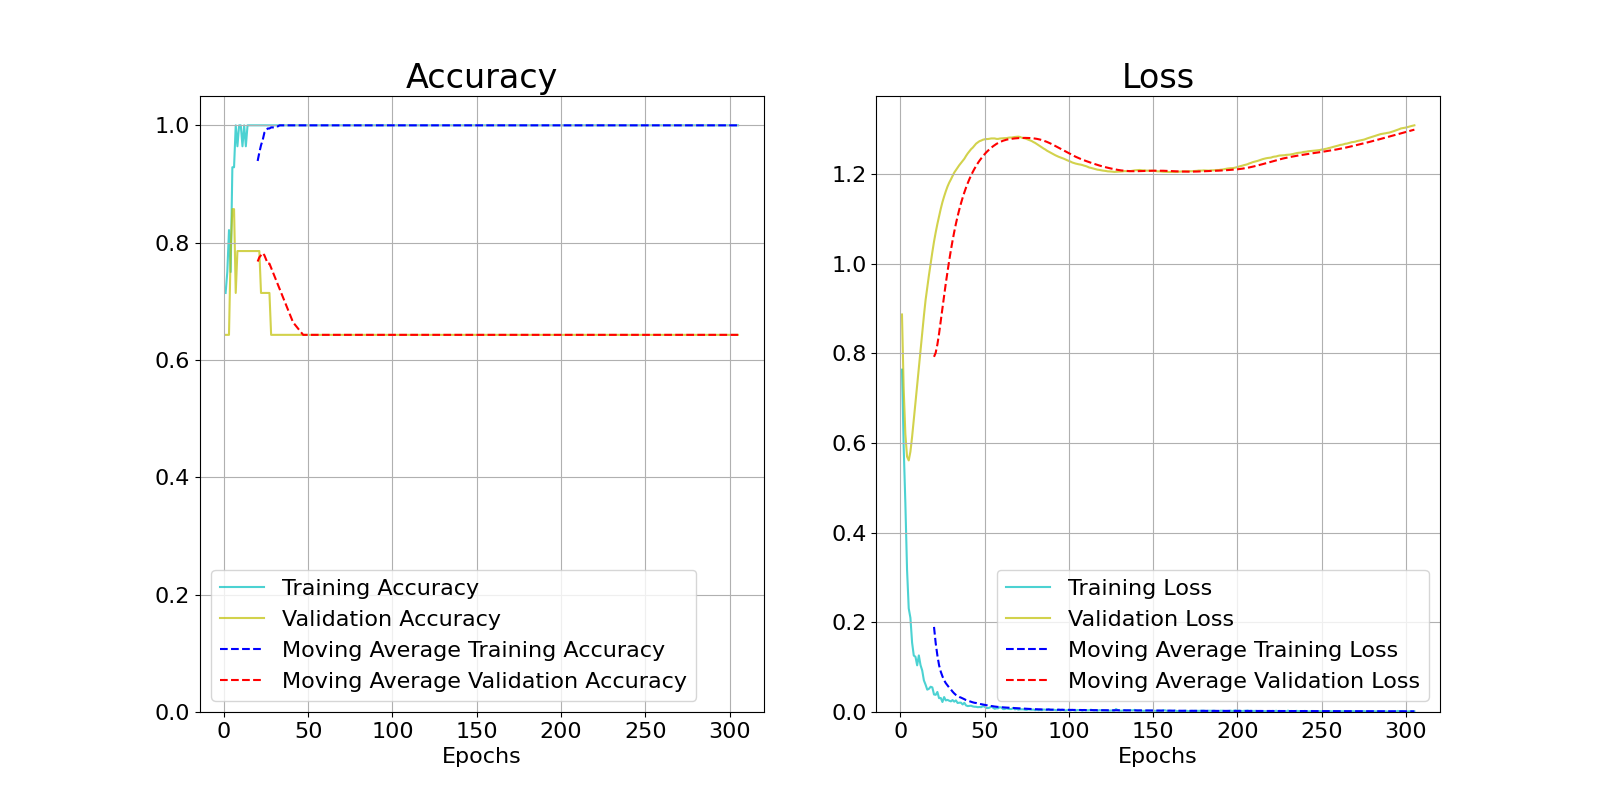 Accuracy
1.0
0.8
0.6
0.4
0.2
0.0
0 50 100 150 200 250 300
Epochs
Training Accuracy
Validation Accuracy
Moving Average Training Accuracy
Moving Average Validation Accuracy
Loss
1.2
1.0
0.8
0.6
0.4
0.2
0.0
0 50 100 150 200 250 300
Epochs
Training Loss
Validation Loss
Moving Average Training Loss
Moving Average Validation Loss